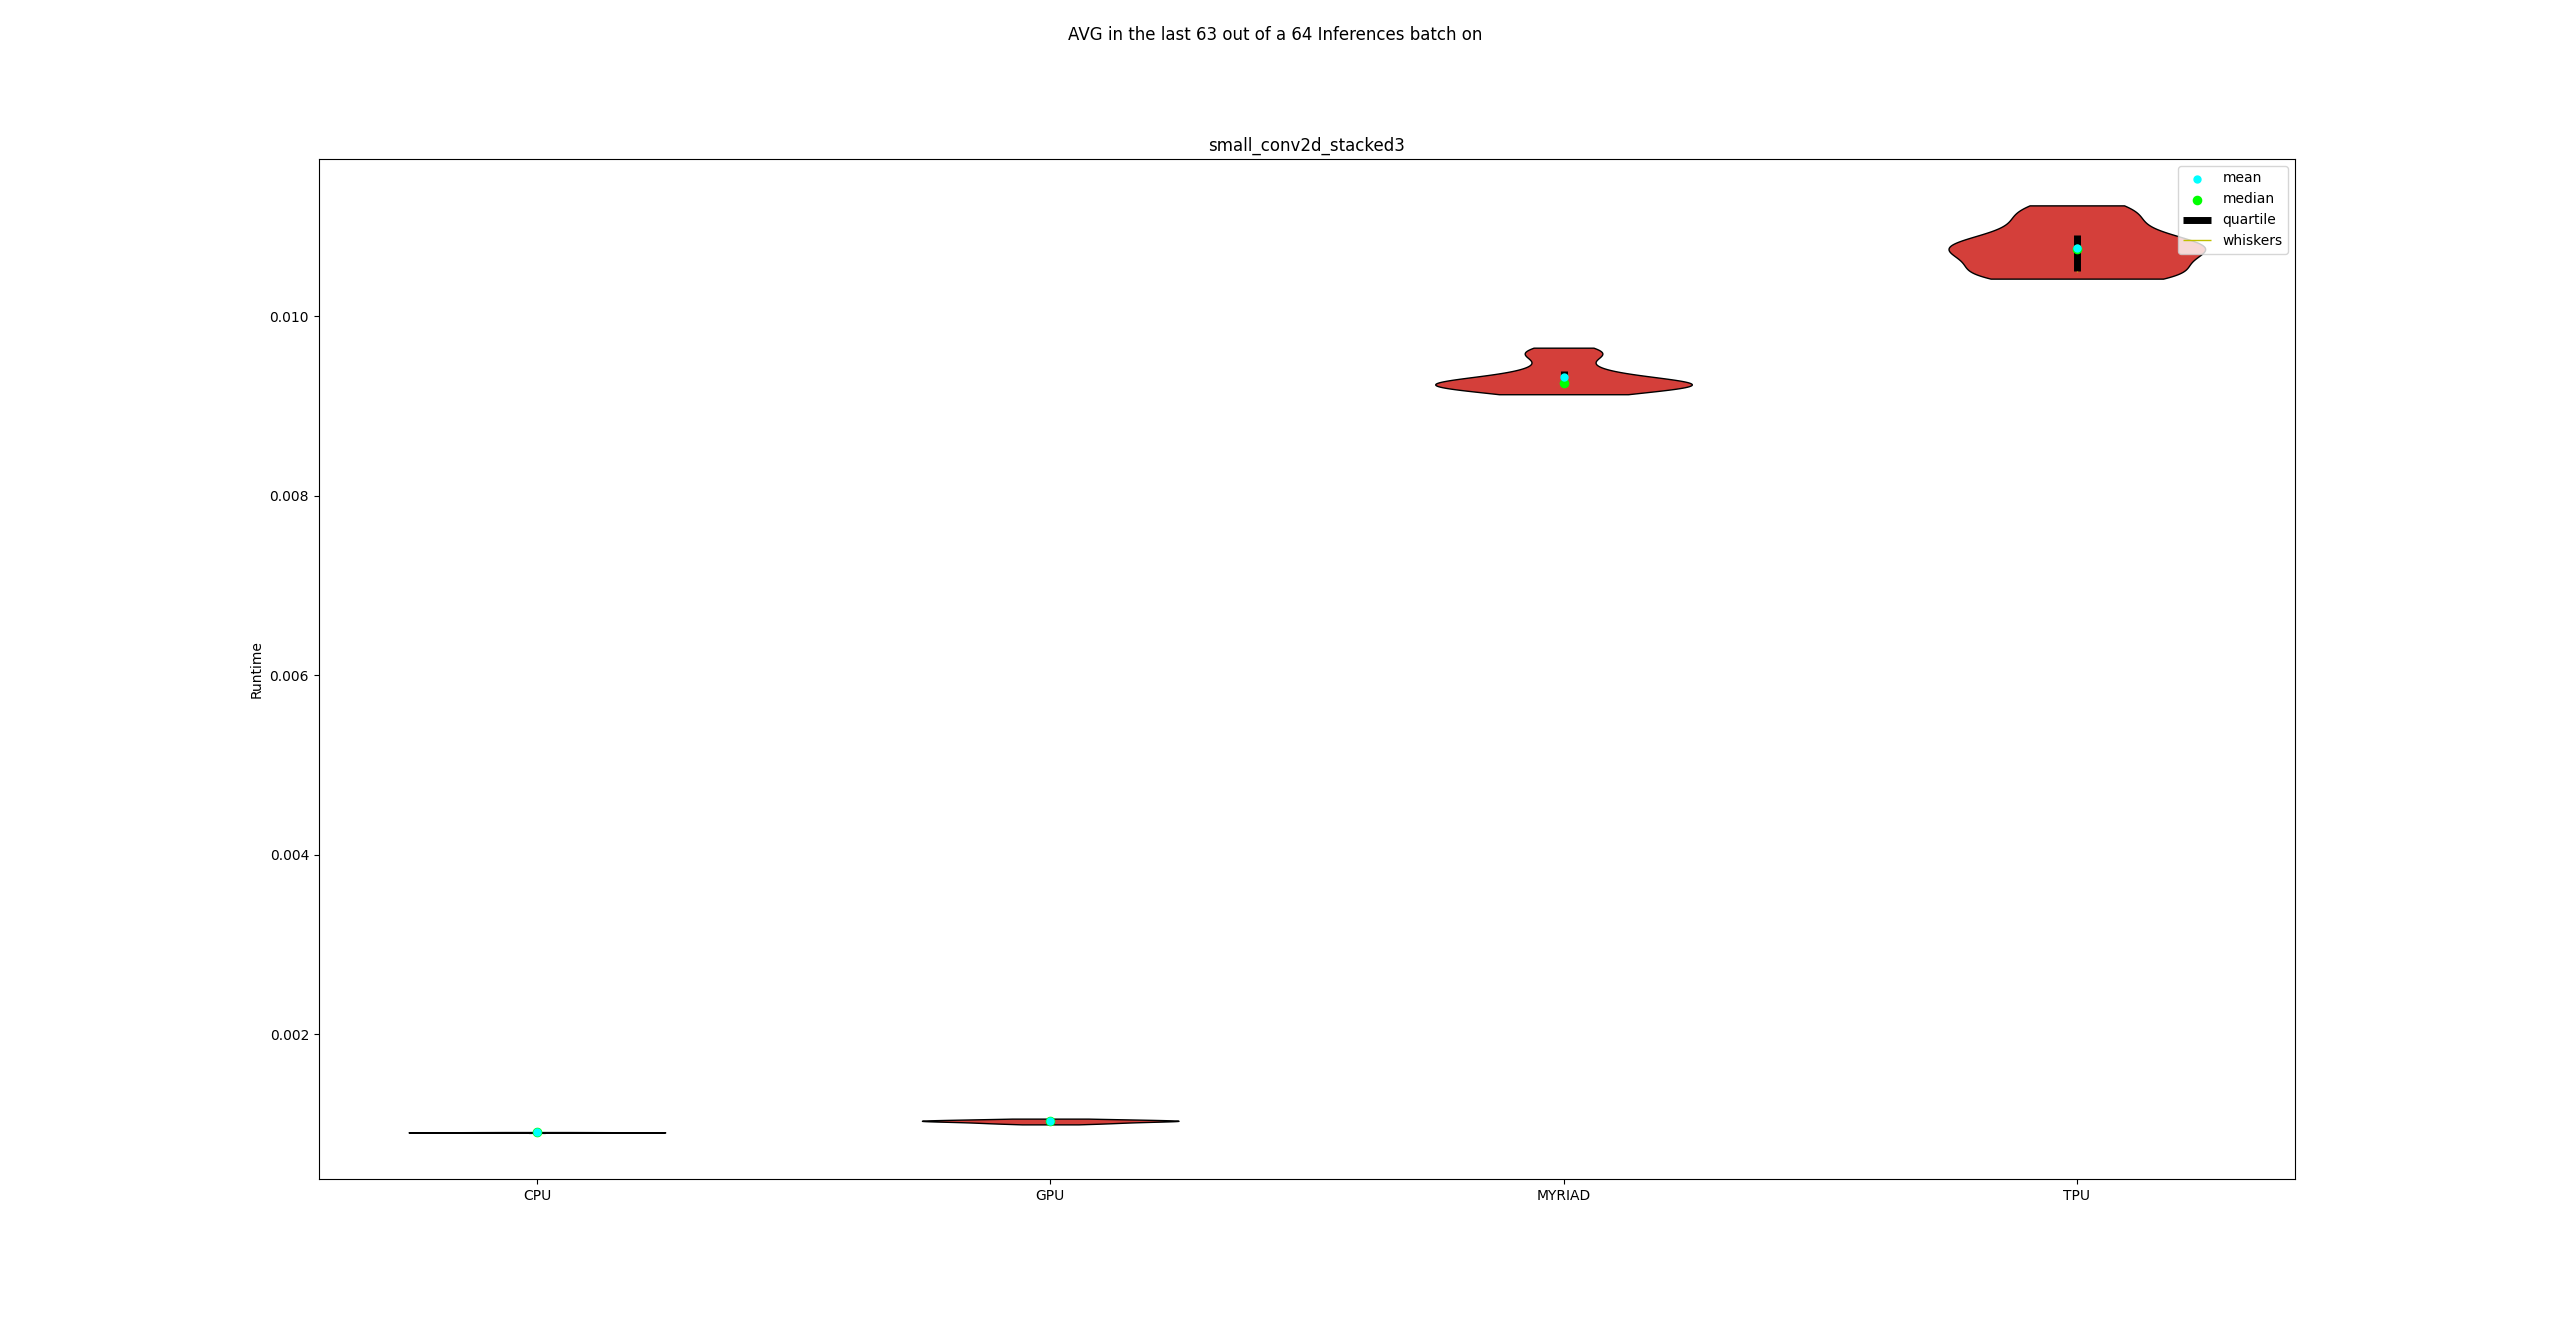 AVG in the last 63 out of a 64 Inferences batch on
small_conv2d_stacked3
mean
median
quartile
whiskers
0.010
0.008
0.006
0.004
0.002
Runtime
CPU
GPU
MYRIAD
TPU